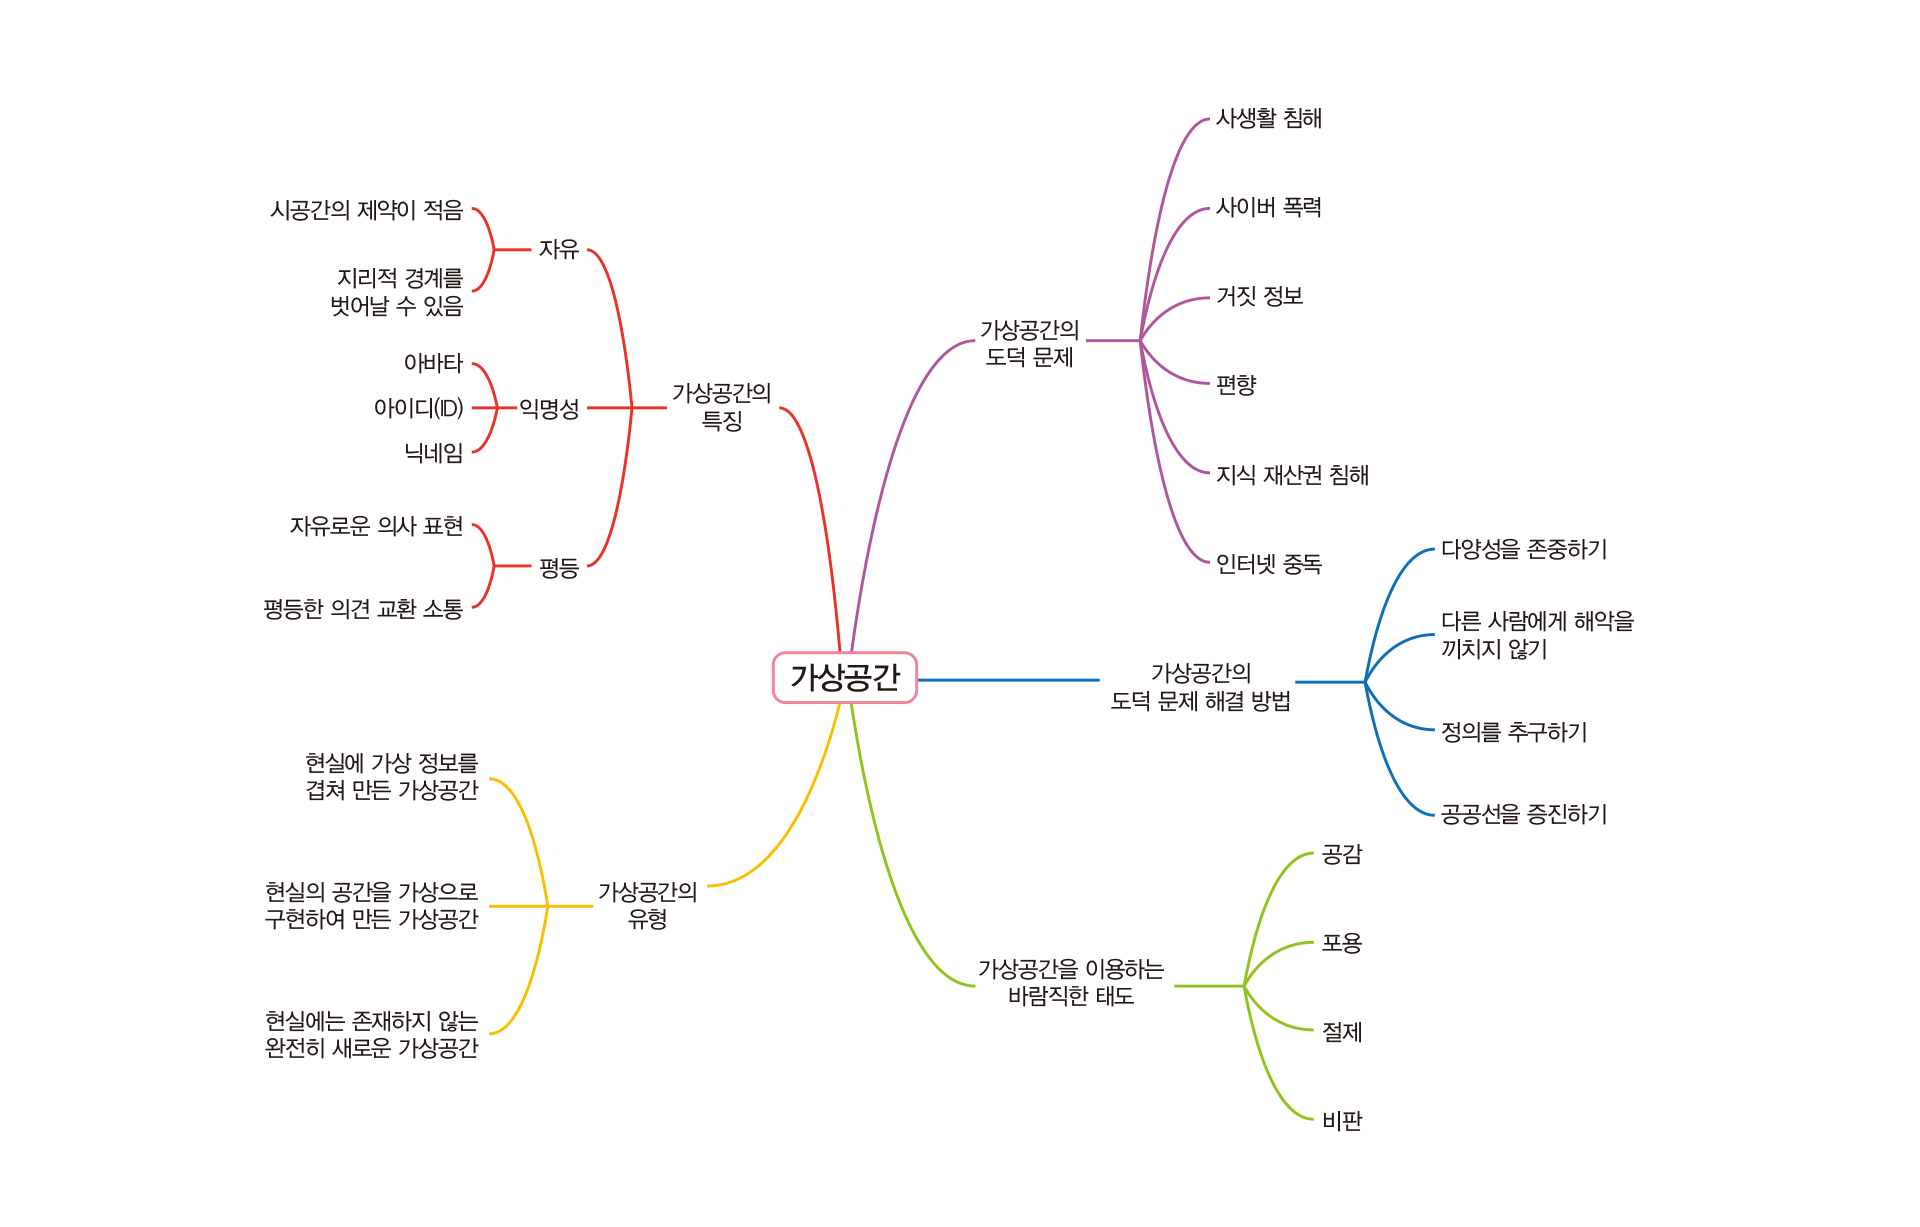 가상공간
가상공간의
특징
자유
시공간의 제약이 적음
지리적 경계를
벗어날 수 있음
익명성
아바타
아이디(ID)
닉네임
평등
자유로운 의사 표현
평등한 의견 교환 소통
가상공간의
유형
현실에 가상 정보를
겹쳐 만든 가상공간
현실의 공간을 가상으로
구현하여 만든 가상공간
현실에는 존재하지 않는
완전히 새로운 가상공간
가상공간의
도덕 문제
사생활 침해
사이버 폭력
거짓 정보
편향
지식 재산권 침해
인터넷 중독
가상공간의
도덕 문제 해결 방법
다양성을 존중하기
다른 사람에게 해악을
끼치지 않기
정의를 추구하기
공공선을 증진하기
가상공간을 이용하는
바람직한 태도
공감
포용
절제
비판